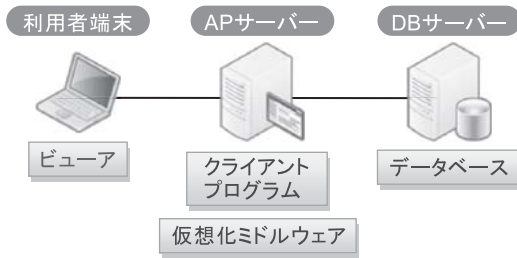 利用者端末
APサーバー
DBサーバー
ビューア
クライアント
プログラム
データベース
仮想化ミドルウェア